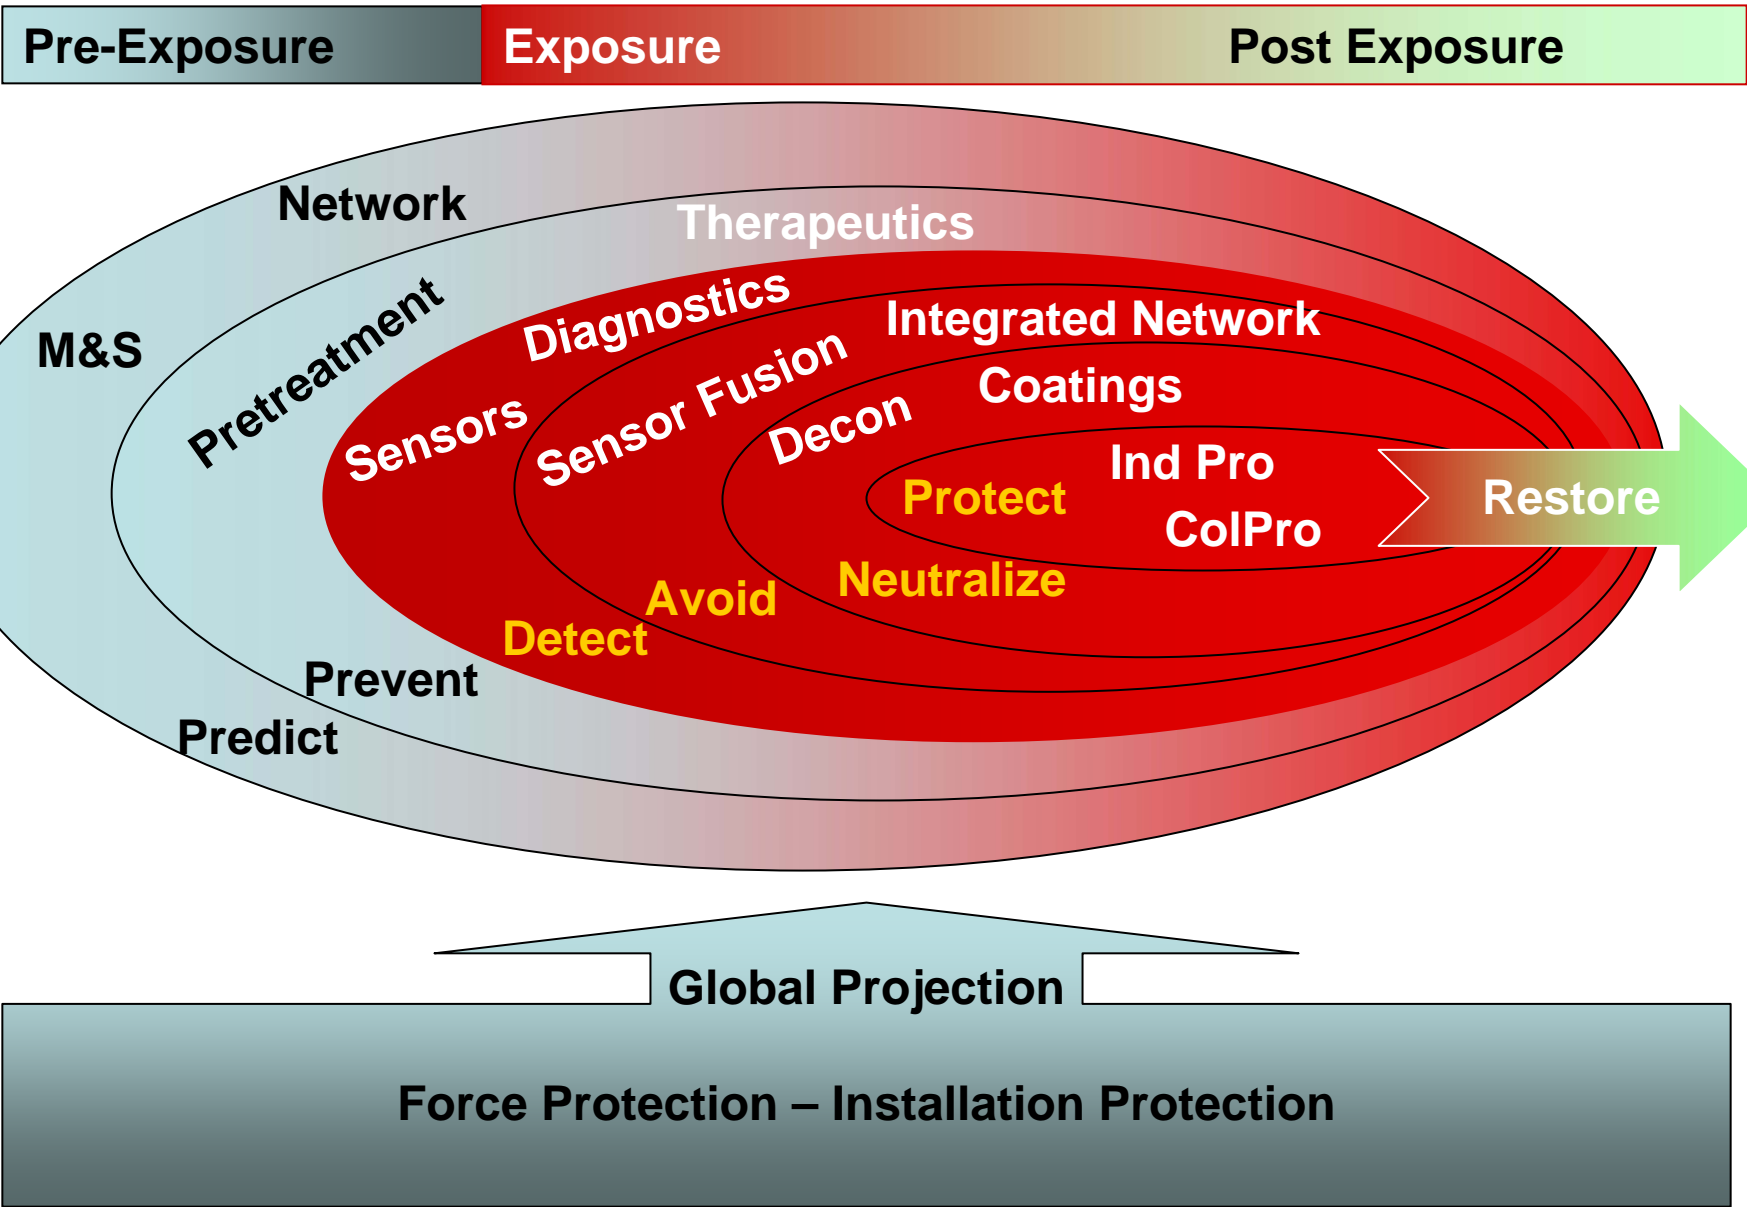 Pre-Exposure
Exposure
Post Exposure
Network
Therapeutics
M&S
Pretreatment
Diagnostics
Sensors
Sensor Fusion
Integrated Network
Decon
Coatings
Protect
Ind Pro
ColPro
Restore
Neutralize
Avoid
Detect
Prevent
Predict
Global Projection
Force Protection – Installation Protection